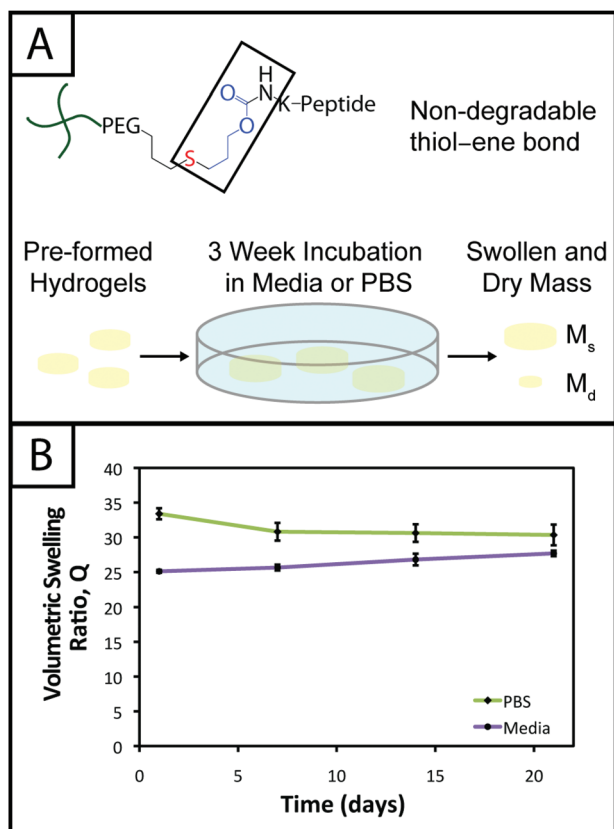 A
H
O
N
PEG
K-Peptide
O
S
Non-degradable
thiol–ene bond
Pre-formed
Hydrogels
3 Week Incubation
in Media or PBS
Swollen and
Dry Mass
Ms
Md
B
Volumetric Swelling
Ratio, Q
40
35
30
25
20
15
10
5
0
PBS
Media
0
5
10
15
20
Time (days)